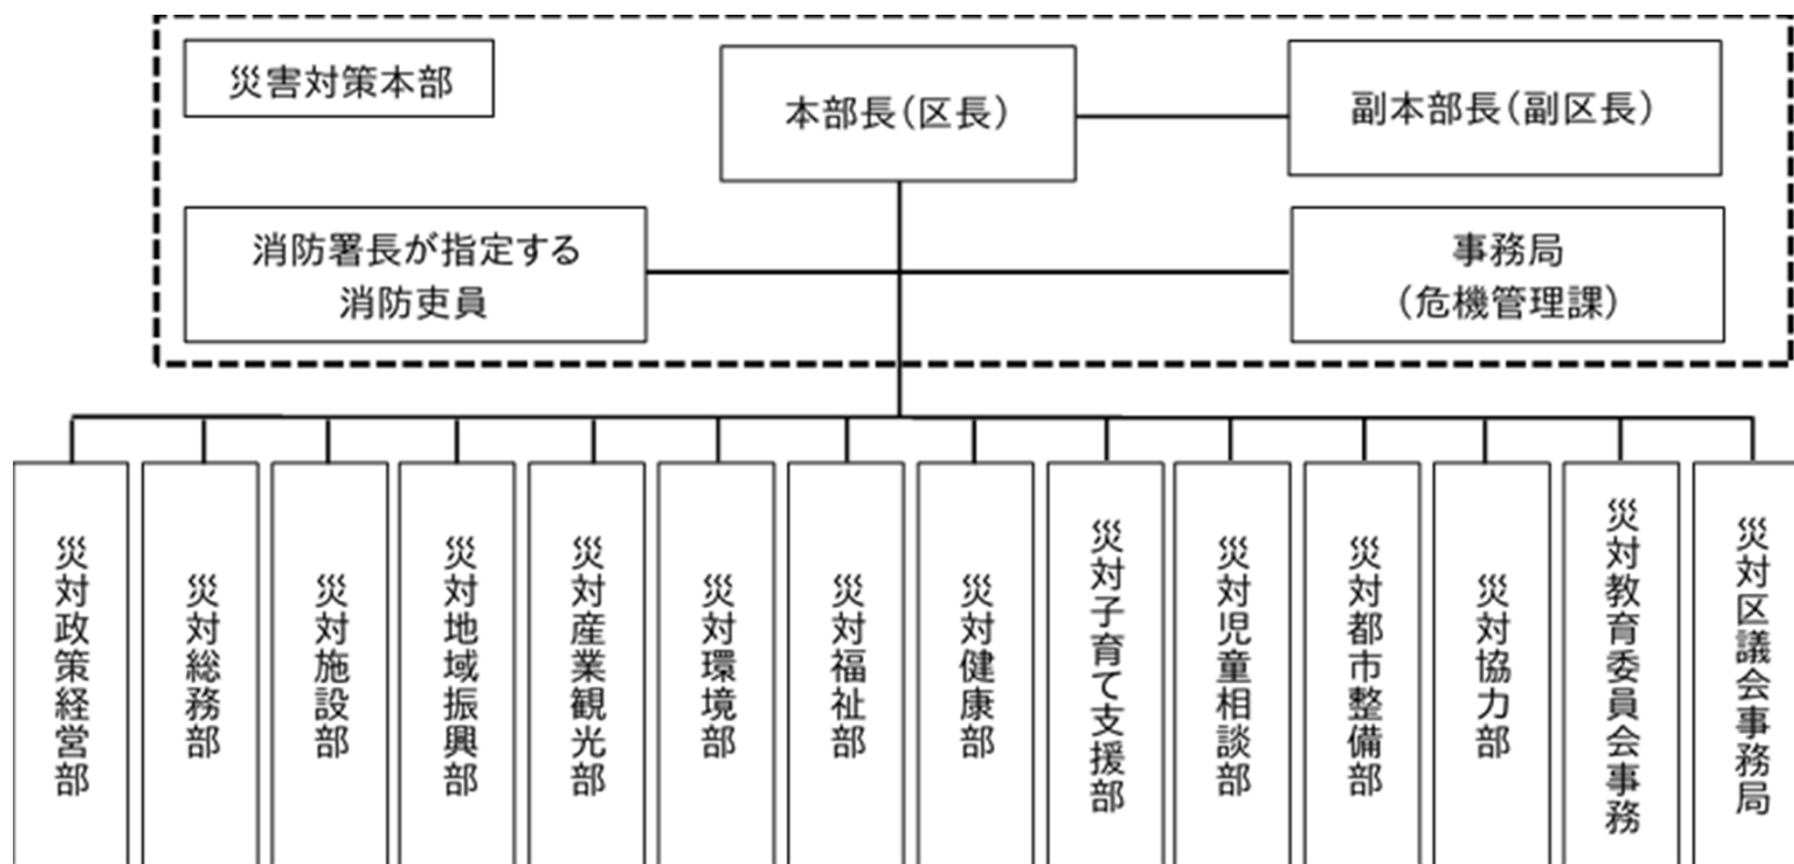 災害対策本部
本部長(区長)
副本部長(副区長)
消防署長が指定する
消防吏員
事務局
(危機管理課)
災対政策経営部
災対総務部
災対施設部
災対地域振興部
災対産業観光部
災対環境部
災対福祉部
災対健康部
災対子育て支援部
災対児童相談部
災対都市整備部
災対協力部
災対教育委員会事務
災対区議会事務局